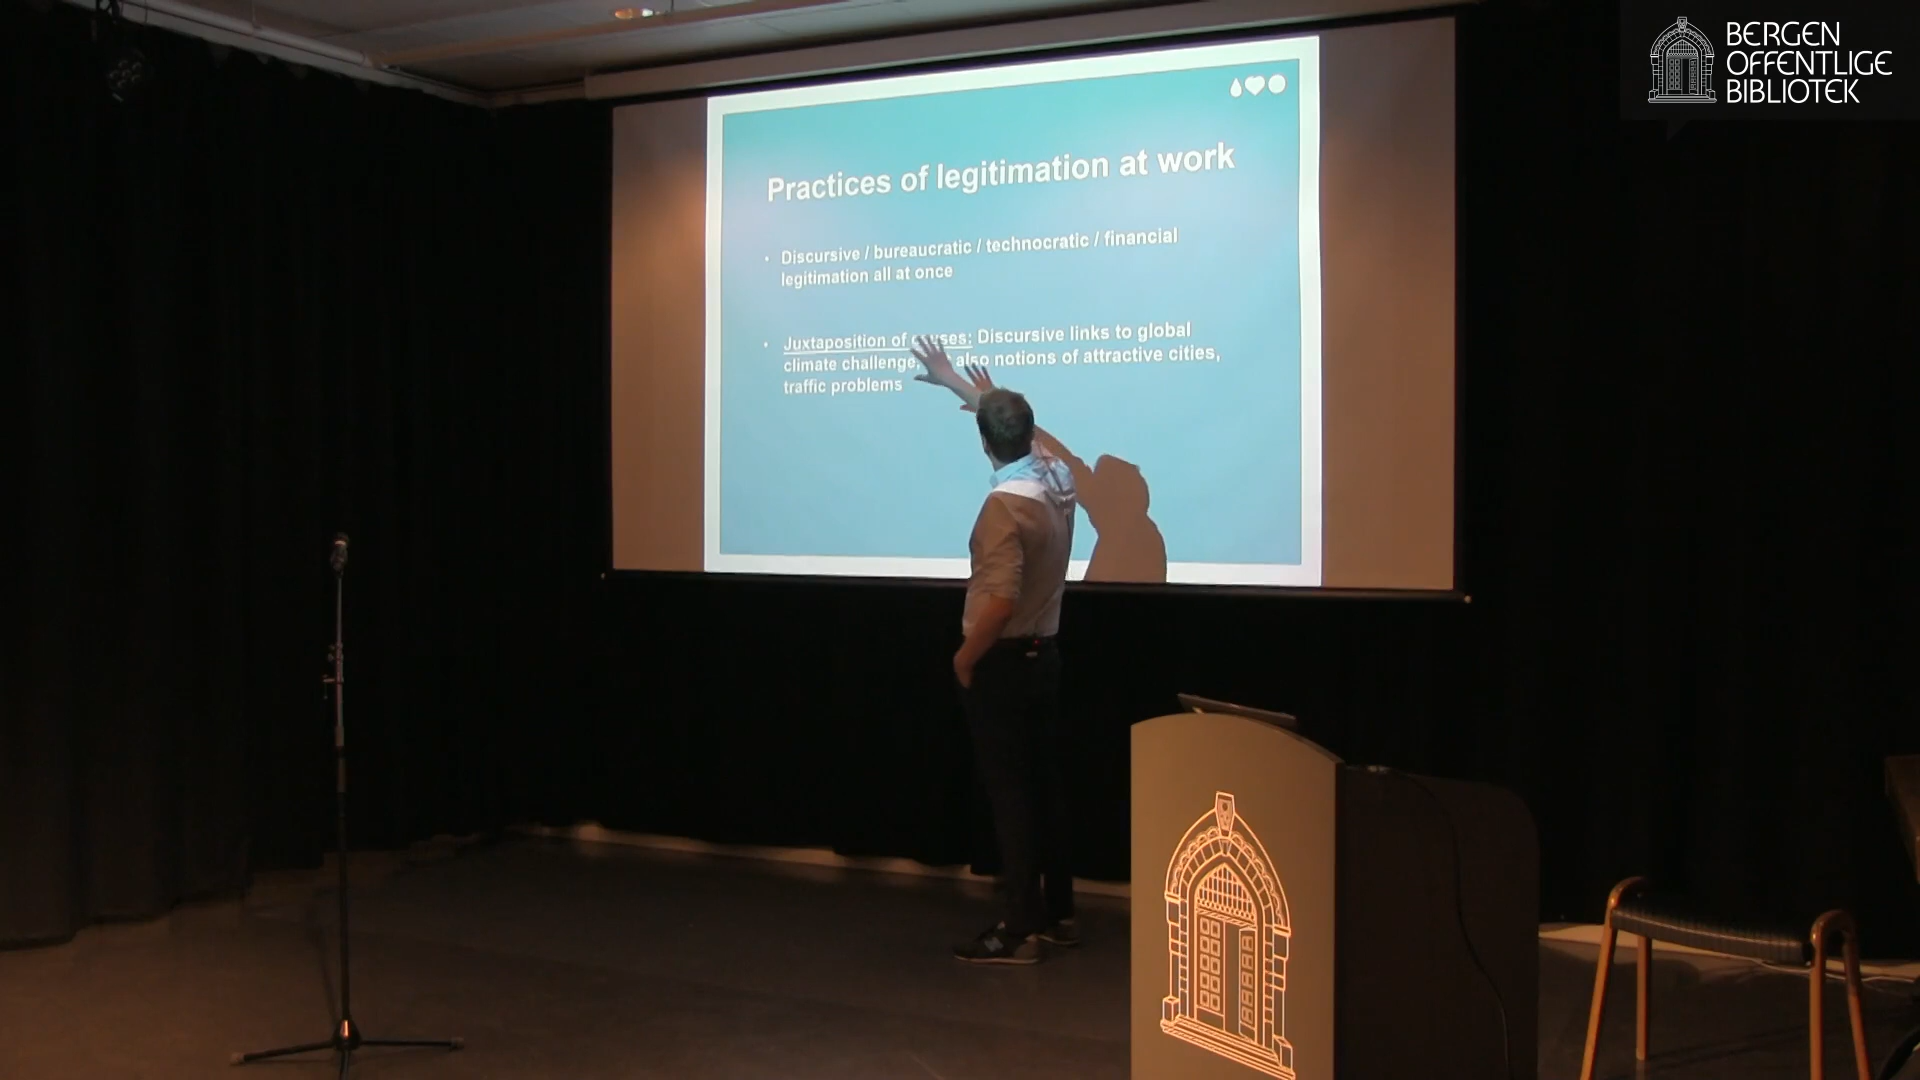 BERGEN
OFFENTLIGE
BIBLIOTEK
Practices of legitimation at work
• Discursive / bureaucratic / technocratic / financial
legitimation all at once
• Juxtaposition of causes: Discursive links to global
climate challenge, also notions of attractive cities,
traffic problems